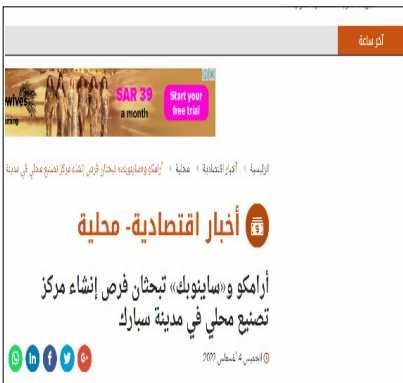 آخر ساعة
wives
SAR 39
a month
Start your
free trial
الرئيسية > أخبار اقتصادية > محلية > أرامكو و«ساينوبك» تبحثان فرص إنشاء مركز تصنيع محلي في مدينة
أخبار اقتصادية- محلية
أرامكو و«ساينوبك» تبحثان فرص إنشاء مركز
تصنيع محلي في مدينة سبارك
الخميس 4 أغسطس 2022